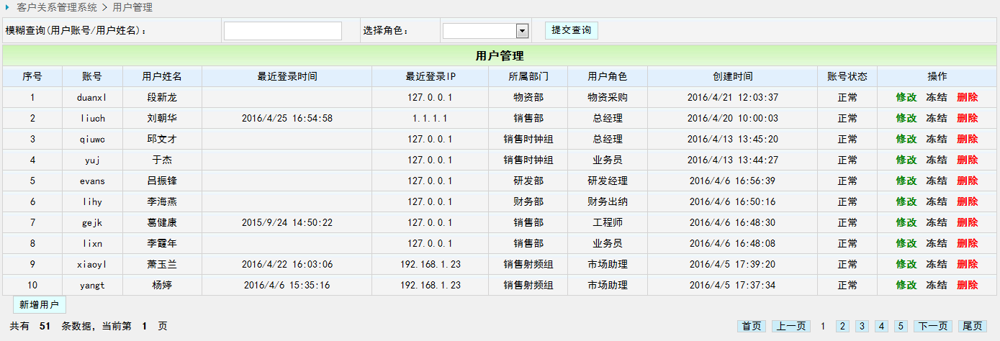 客户关系管理系统 > 用户管理
模糊查询(用户账号/用户姓名): 选择角色: 提交查询
用户管理
序号 账号 用户姓名 最近登录时间 最近登录IP 所属部门 用户角色 创建时间 账号状态 操作
1 duanxl 段新龙 127.0.0.1 物资部 物资采购 2016/4/21 12:03:37 正常 修改 冻结 删除
2 liuch 刘朝华 2016/4/25 16:54:58 1.1.1.1 销售部 总经理 2016/4/20 10:00:03 正常 修改 冻结 删除
3 qiuwc 邱文才 127.0.0.1 销售时钟组 总经理 2016/4/13 13:45:20 正常 修改 冻结 删除
4 yuj 于杰 127.0.0.1 销售时钟组 业务员 2016/4/13 13:44:27 正常 修改 冻结 删除
5 evans 吕振锋 127.0.0.1 研发部 研发经理 2016/4/6 16:56:39 正常 修改 冻结 删除
6 lihy 李海燕 127.0.0.1 财务部 财务出纳 2016/4/6 16:50:16 正常 修改 冻结 删除
7 gejk 葛健康 2015/9/24 14:50:22 127.0.0.1 销售部 工程师 2016/4/6 16:48:30 正常 修改 冻结 删除
8 lixn 李霞年 127.0.0.1 销售部 业务员 2016/4/6 16:48:08 正常 修改 冻结 删除
9 xiaoyl 萧玉兰 2016/4/22 16:03:06 192.168.1.23 销售射频组 市场助理 2016/4/5 17:39:20 正常 修改 冻结 删除
10 yangt 杨婷 2016/4/6 15:35:16 192.168.1.23 销售射频组 市场助理 2016/4/5 17:37:34 正常 修改 冻结 删除
新增用户
共有 51 条数据，当前第 1 页 首页 上一页 1 2 3 4 5 下一页 尾页